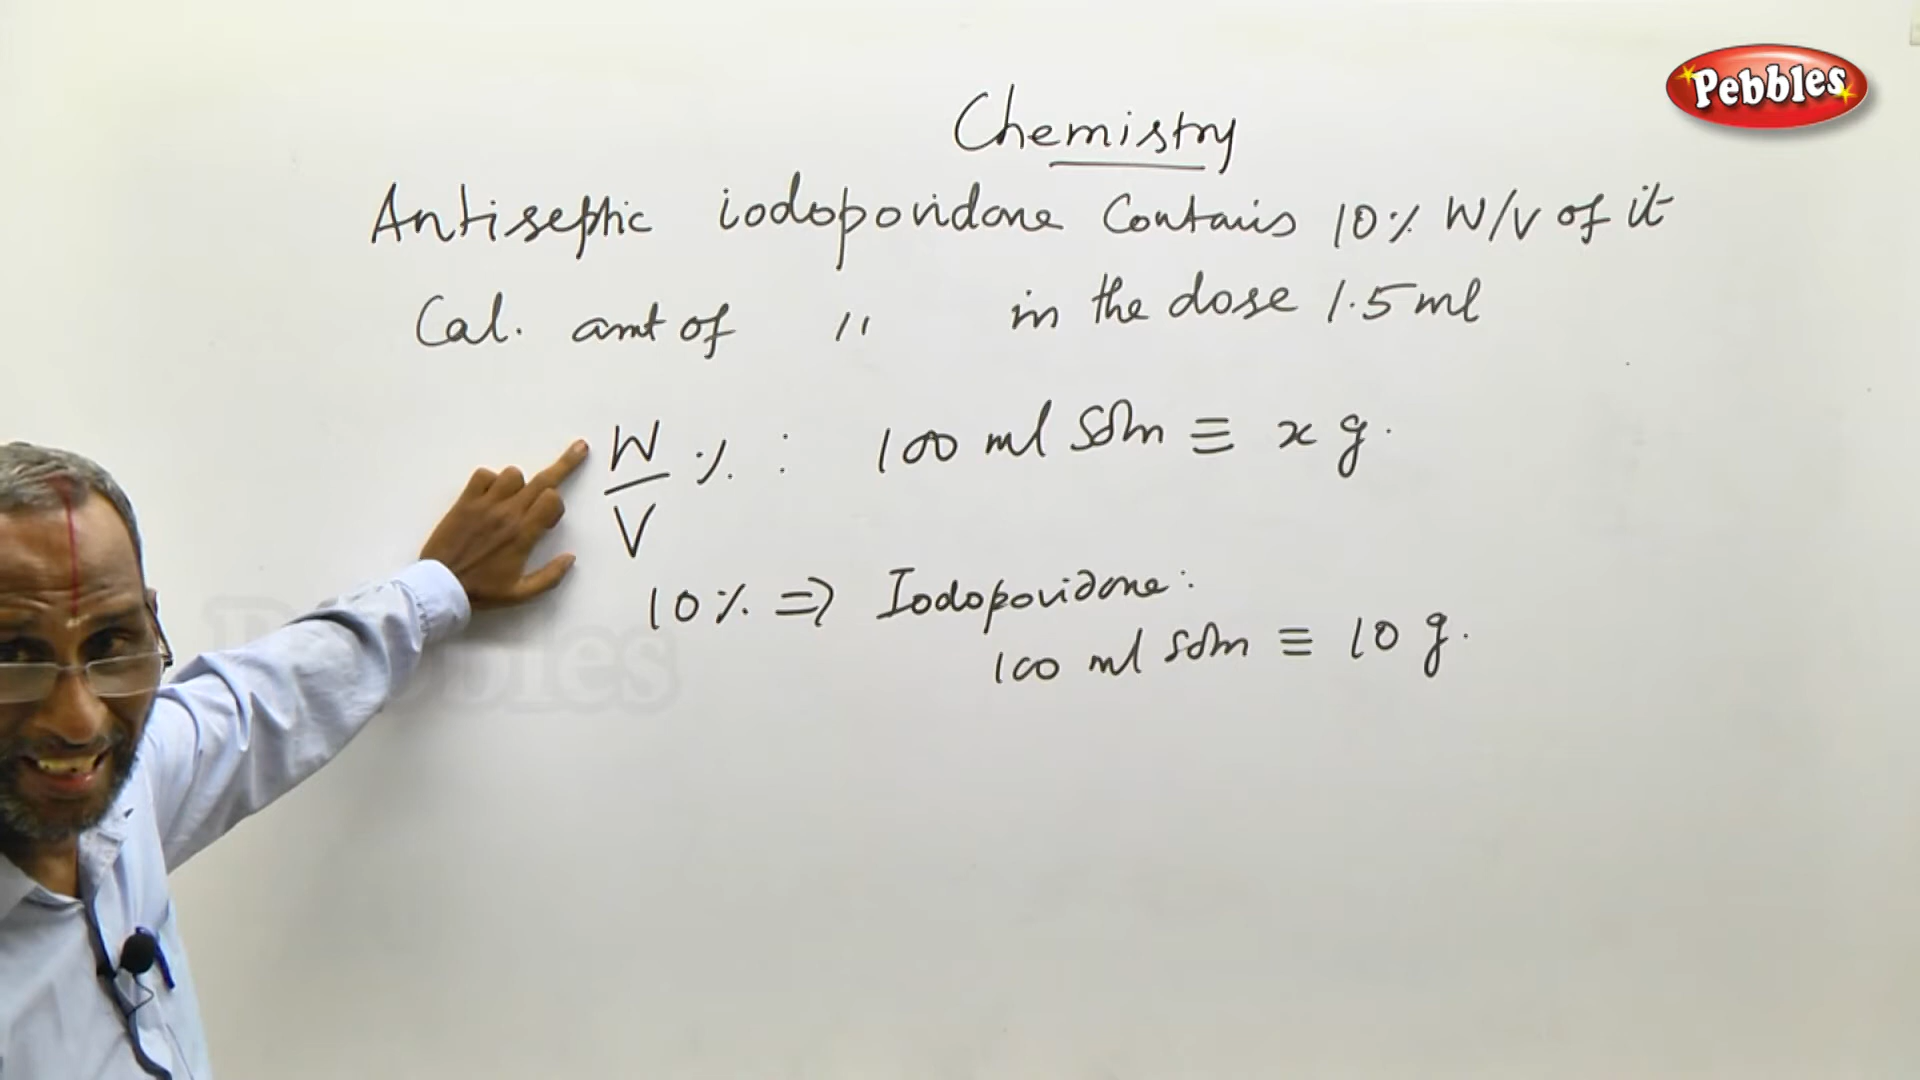 Pebbles
Chemistry
Antiseptic iodopovidone Contains 10% W/V of it
Cal. amt of " in the dose 1.5 ml
W/V % : 100 ml soln ≡ x g.
10% ⇒ Iodopovidone:
100 ml soln ≡ 10 g.
Pebbles